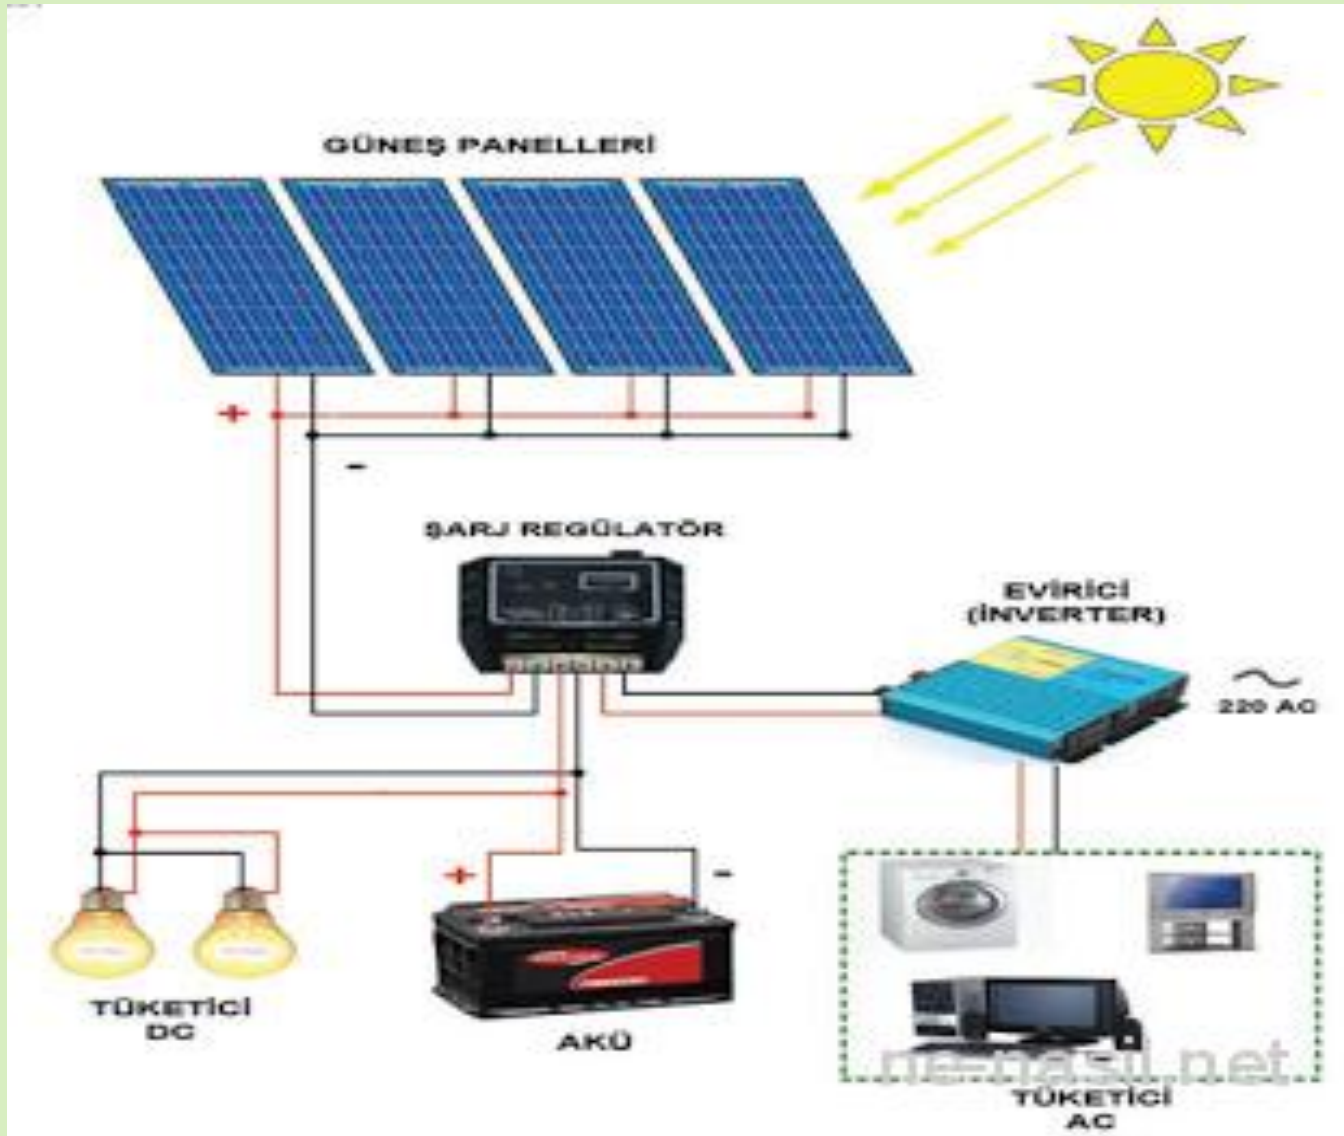 GÜNEŞ PANELLERİ
+
-
ŞARJ REGÜLATÖR
EVİRİCİ
(İNVERTER)
220 AC
+
-
TÜKETİCİ
DC
AKÜ
ne-nasil.net
TÜKETİCİ
AC